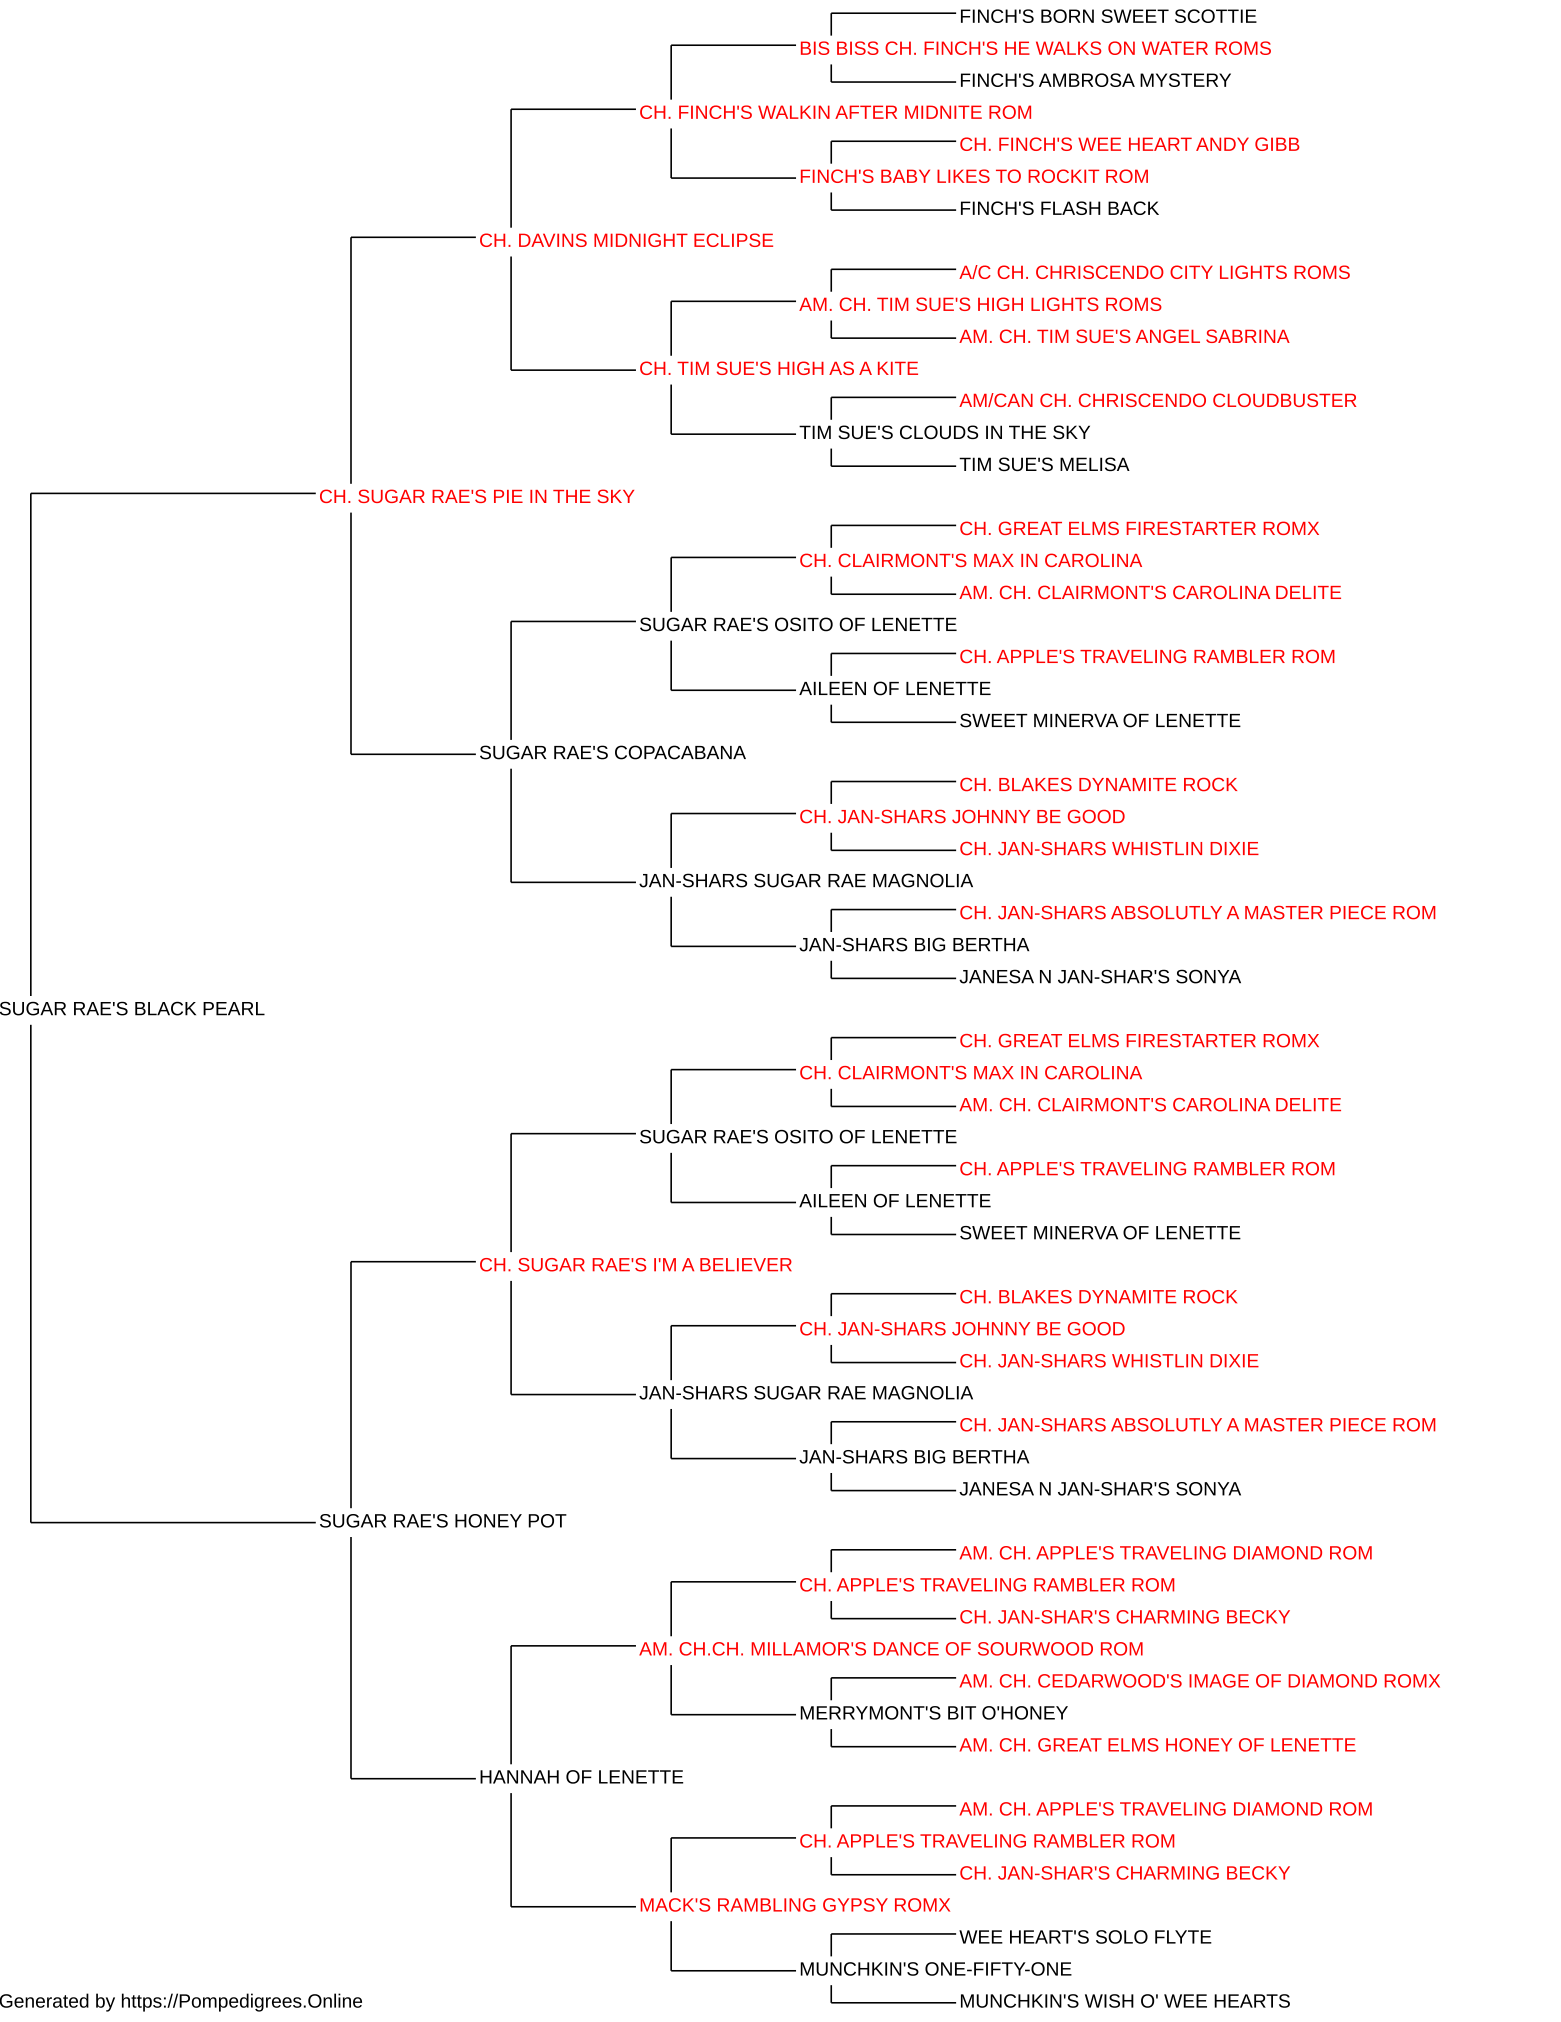 FINCH'S BORN SWEET SCOTTIE
BIS BISS CH. FINCH'S HE WALKS ON WATER ROMS
FINCH'S AMBROSA MYSTERY
CH. FINCH'S WALKIN AFTER MIDNITE ROM
CH. FINCH'S WEE HEART ANDY GIBB
FINCH'S BABY LIKES TO ROCKIT ROM
FINCH'S FLASH BACK
CH. DAVINS MIDNIGHT ECLIPSE
A/C CH. CHRISCENDO CITY LIGHTS ROMS
AM. CH. TIM SUE'S HIGH LIGHTS ROMS
AM. CH. TIM SUE'S ANGEL SABRINA
CH. TIM SUE'S HIGH AS A KITE
AM/CAN CH. CHRISCENDO CLOUDBUSTER
TIM SUE'S CLOUDS IN THE SKY
TIM SUE'S MELISA
CH. SUGAR RAE'S PIE IN THE SKY
CH. GREAT ELMS FIRESTARTER ROMX
CH. CLAIRMONT'S MAX IN CAROLINA
AM. CH. CLAIRMONT'S CAROLINA DELITE
SUGAR RAE'S OSITO OF LENETTE
CH. APPLE'S TRAVELING RAMBLER ROM
AILEEN OF LENETTE
SWEET MINERVA OF LENETTE
SUGAR RAE'S COPACABANA
CH. BLAKES DYNAMITE ROCK
CH. JAN-SHARS JOHNNY BE GOOD
CH. JAN-SHARS WHISTLIN DIXIE
JAN-SHARS SUGAR RAE MAGNOLIA
CH. JAN-SHARS ABSOLUTLY A MASTER PIECE ROM
JAN-SHARS BIG BERTHA
JANESA N JAN-SHAR'S SONYA
SUGAR RAE'S BLACK PEARL
CH. GREAT ELMS FIRESTARTER ROMX
CH. CLAIRMONT'S MAX IN CAROLINA
AM. CH. CLAIRMONT'S CAROLINA DELITE
SUGAR RAE'S OSITO OF LENETTE
CH. APPLE'S TRAVELING RAMBLER ROM
AILEEN OF LENETTE
SWEET MINERVA OF LENETTE
CH. SUGAR RAE'S I'M A BELIEVER
CH. BLAKES DYNAMITE ROCK
CH. JAN-SHARS JOHNNY BE GOOD
CH. JAN-SHARS WHISTLIN DIXIE
JAN-SHARS SUGAR RAE MAGNOLIA
CH. JAN-SHARS ABSOLUTLY A MASTER PIECE ROM
JAN-SHARS BIG BERTHA
JANESA N JAN-SHAR'S SONYA
SUGAR RAE'S HONEY POT
AM. CH. APPLE'S TRAVELING DIAMOND ROM
CH. APPLE'S TRAVELING RAMBLER ROM
CH. JAN-SHAR'S CHARMING BECKY
AM. CH.CH. MILLAMOR'S DANCE OF SOURWOOD ROM
AM. CH. CEDARWOOD'S IMAGE OF DIAMOND ROMX
MERRYMONT'S BIT O'HONEY
AM. CH. GREAT ELMS HONEY OF LENETTE
HANNAH OF LENETTE
AM. CH. APPLE'S TRAVELING DIAMOND ROM
CH. APPLE'S TRAVELING RAMBLER ROM
CH. JAN-SHAR'S CHARMING BECKY
MACK'S RAMBLING GYPSY ROMX
WEE HEART'S SOLO FLYTE
MUNCHKIN'S ONE-FIFTY-ONE
MUNCHKIN'S WISH O' WEE HEARTS
Generated by https://Pompedigrees.Online